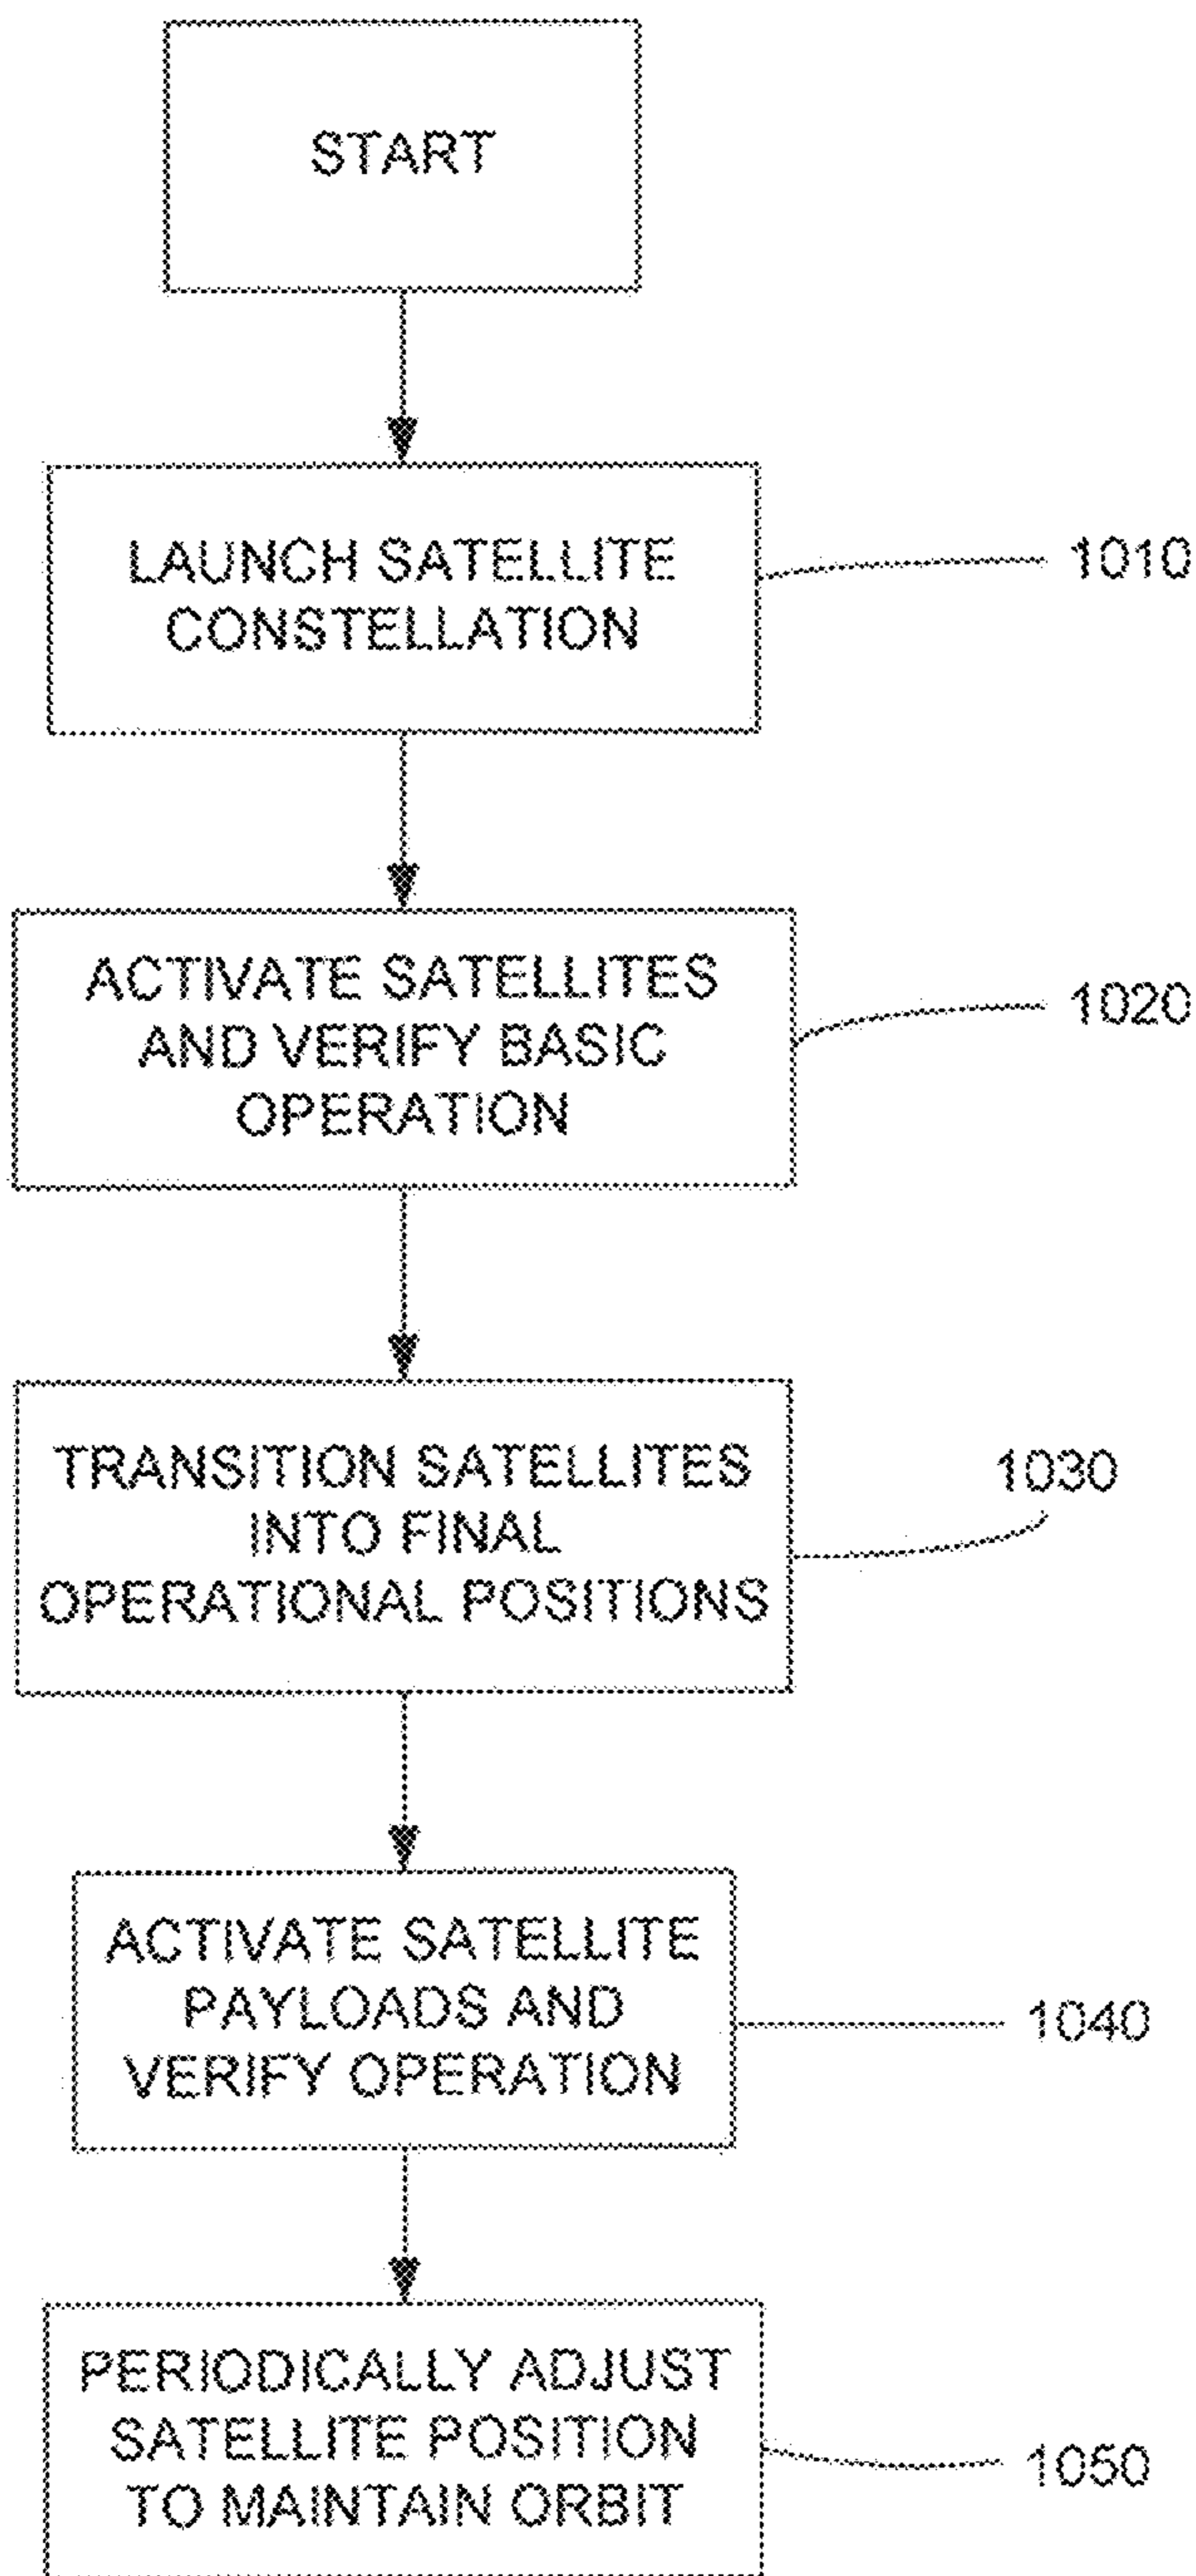 START
LAUNCH SATELLITE
CONSTELLATION
1010
ACTIVATE SATELLITES
AND VERIFY BASIC
OPERATION
1020
TRANSITION SATELLITES
INTO FINAL
OPERATIONAL POSITIONS
1030
ACTIVATE SATELLITE
PAYLOADS AND
VERIFY OPERATION
1040
PERIODICALLY ADJUST
SATELLITE POSITION
TO MAINTAIN ORBIT
1050